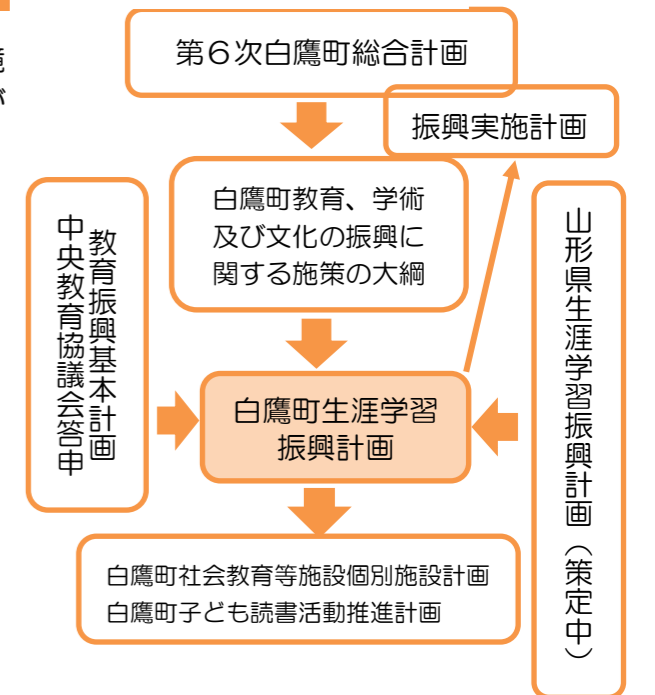 第６次白鷹町総合計画
振興実施計画
白鷹町教育、学術
及び文化の振興に
関する施策の大綱
教育振興基本計画
中央教育協議会答申
山形県生涯学習振興計画（策定中）
白鷹町生涯学習
振興計画
白鷹町社会教育等施設個別施設計画
白鷹町子ども読書活動推進計画
が